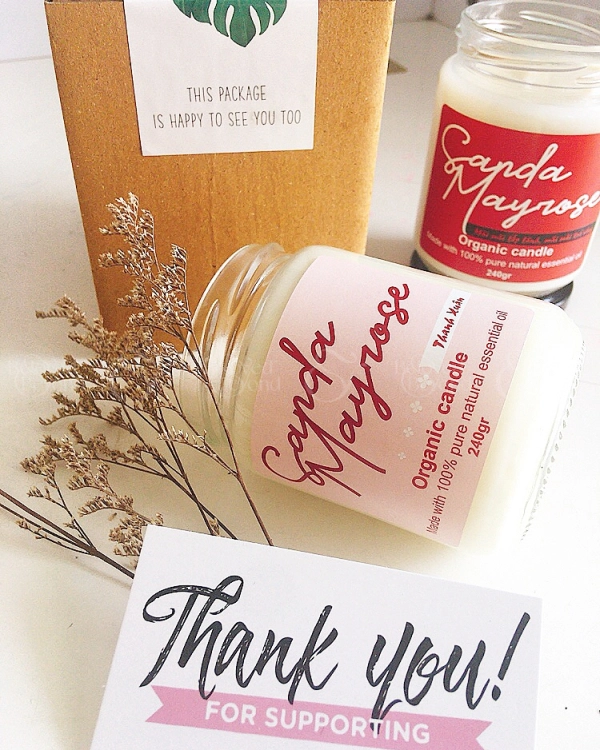 THIS PACKAGE
IS HAPPY TO SEE YOU TOO
Sanda
Mayrose
Organic candle
Made with 100% pure natural essential oil
240gr
Sanda
Mayrose
Thanh Xuân
Organic candle
Made with 100% pure natural essential oil
240gr
Thank you!
FOR SUPPORTING